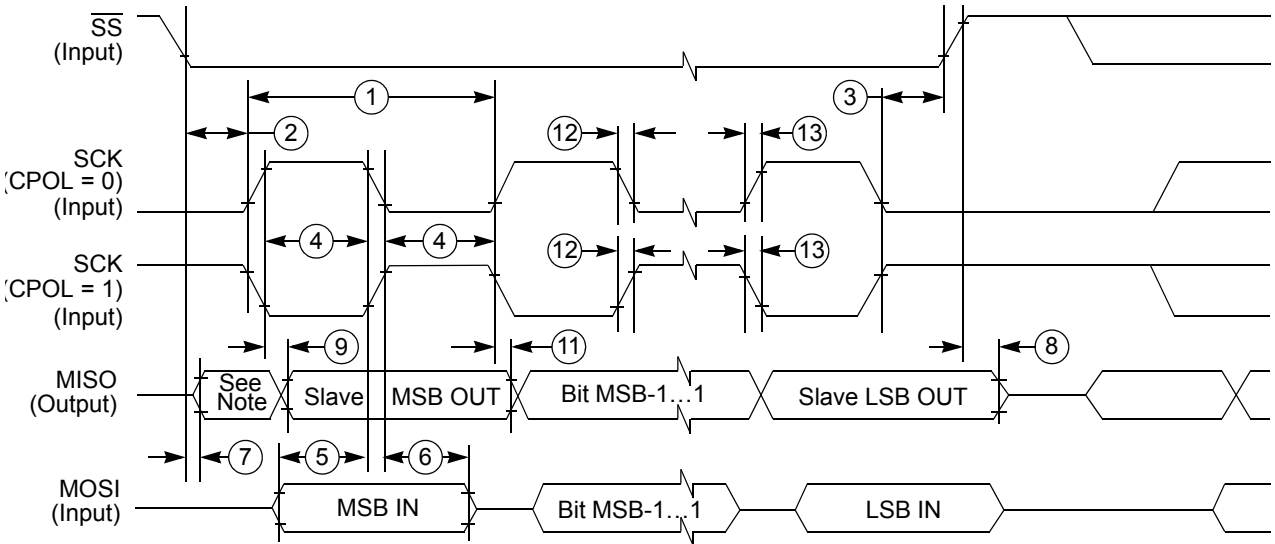 SS
(Input)
1
3
2
12
13
SCK
(CPOL = 0)
(Input)
4
4
12
13
SCK
(CPOL = 1)
(Input)
9
11
8
MISO
(Output)
See
Note
Slave
MSB OUT
Bit MSB-1…1
Slave LSB OUT
7
5
6
MOSI
(Input)
MSB IN
Bit MSB-1…1
LSB IN